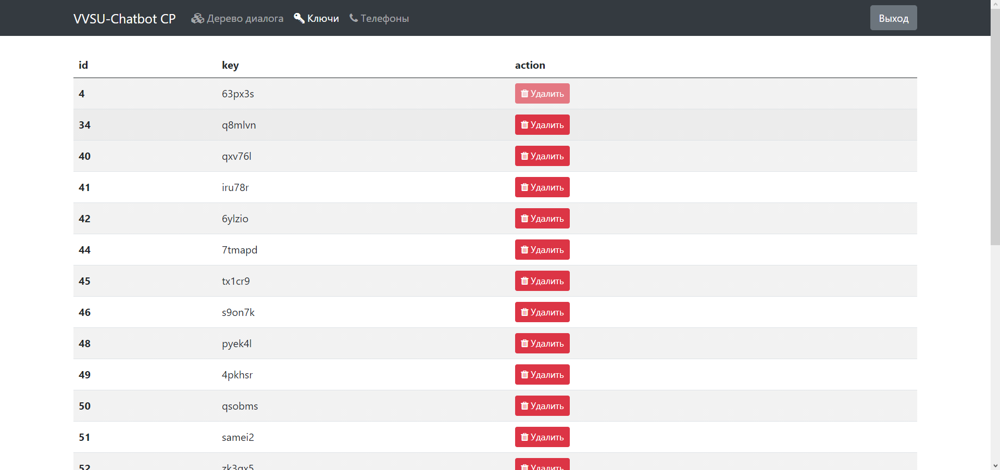 VVSU-Chatbot CP Дерево диалога Ключи Телефоны Выход
id key action
4 63px3s Удалить
34 q8mlvn Удалить
40 qxv76l Удалить
41 iru78r Удалить
42 6ylzio Удалить
44 7tmapd Удалить
45 tx1cr9 Удалить
46 s9on7k Удалить
48 pyek4l Удалить
49 4pkhsr Удалить
50 qsobms Удалить
51 samei2 Удалить
52 Удалить